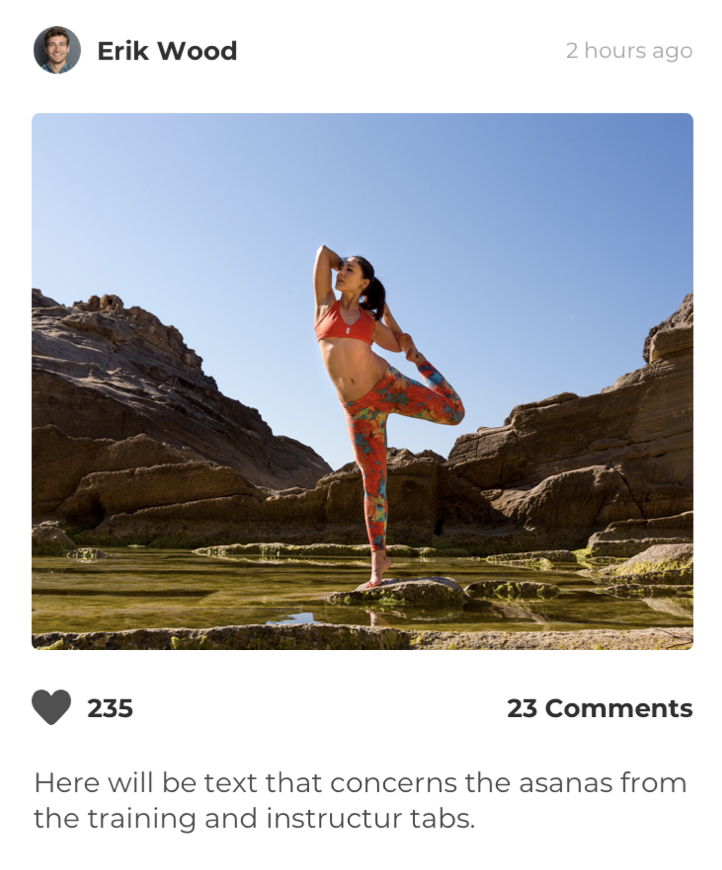 Erik Wood
2 hours ago
235
23 Comments
Here will be text that concerns the asanas from
the training and instructur tabs.